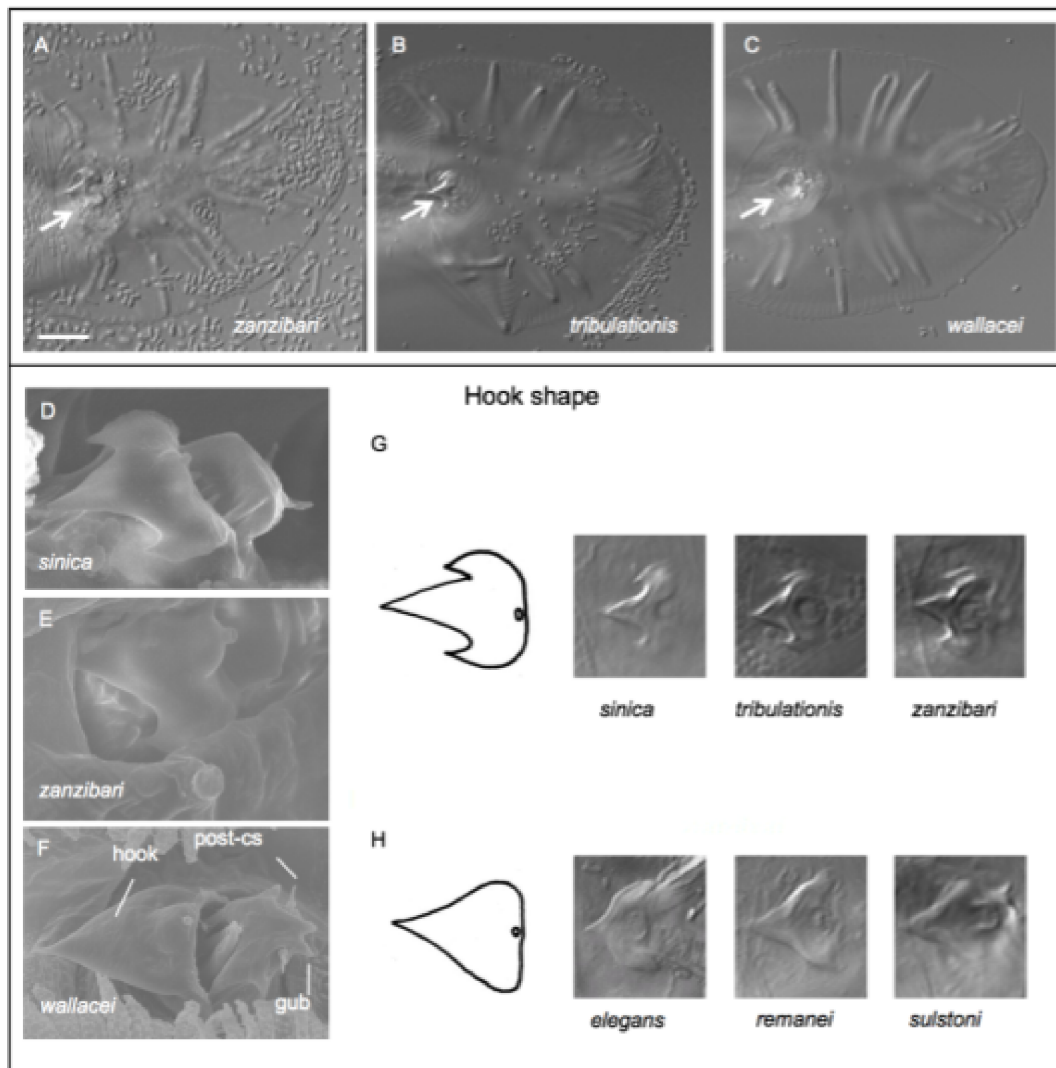 A
zanzibari
B
tribulationis
C
wallacei
Hook shape
D
sinica
E
zanzibari
F
hook
post-cs
wallacei
gub
G
sinica tribulationis zanzibari
H
elegans remanei sulstoni